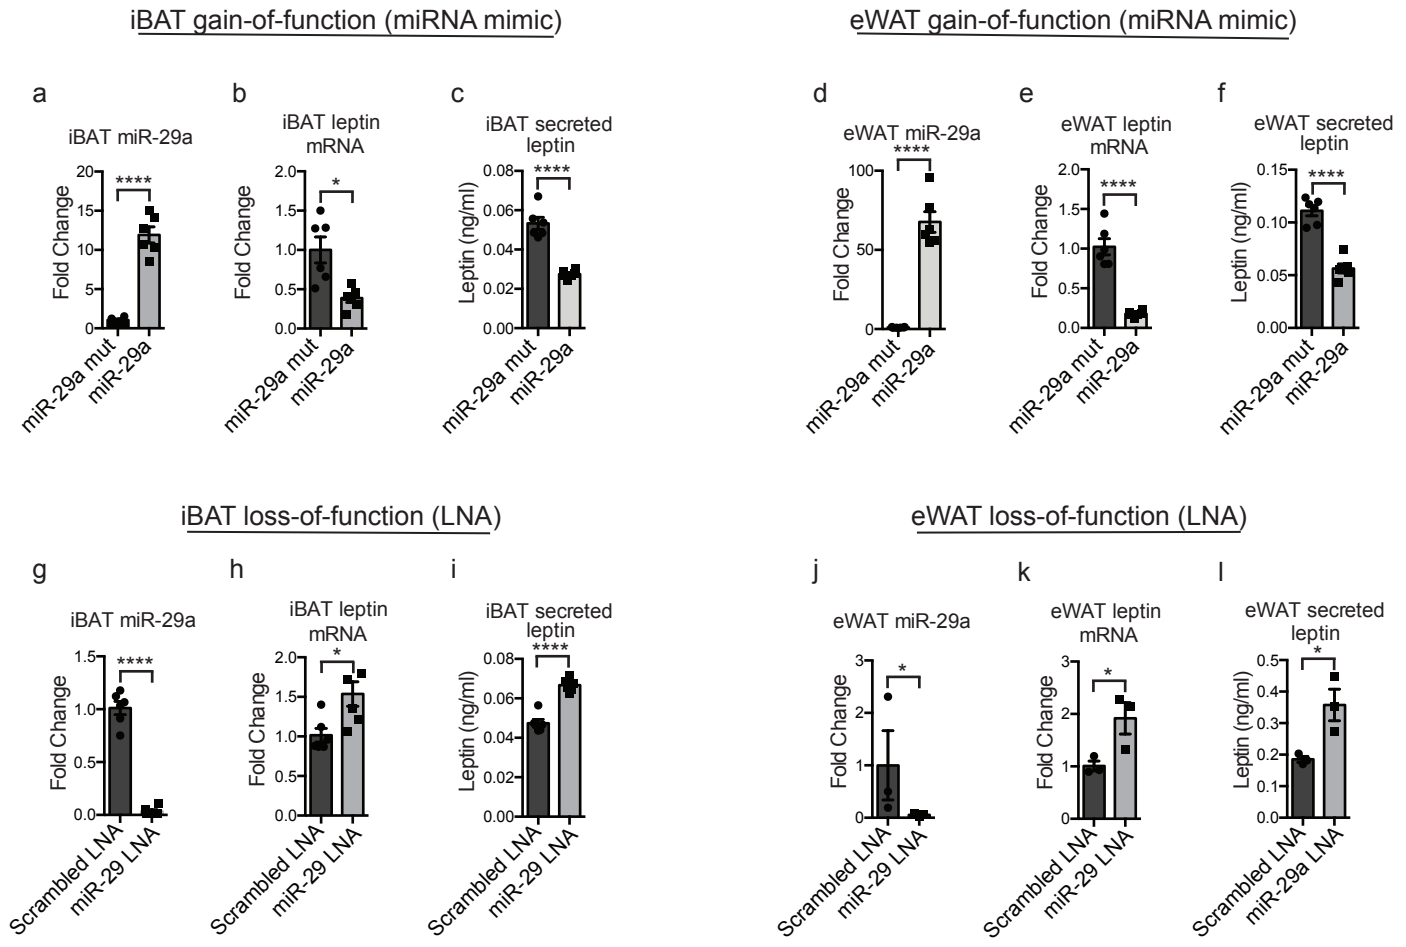 iBAT gain-of-function (miRNA mimic)
eWAT gain-of-function (miRNA mimic)
a
iBAT miR-29a
Fold Change
20
15
10
5
0
****
miR-29a mut
miR-29a
b
iBAT leptin
mRNA
Fold Change
2.0
1.5
1.0
0.5
0.0
*
miR-29a mut
miR-29a
c
iBAT secreted
leptin
Leptin (ng/ml)
0.08
0.06
0.04
0.02
0.00
****
miR-29a mut
miR-29a
d
eWAT miR-29a
Fold Change
100
50
0
****
miR-29a mut
miR-29a
e
eWAT leptin
mRNA
Fold Change
2.0
1.5
1.0
0.5
0.0
****
miR-29a mut
miR-29a
f
eWAT secreted
leptin
Leptin (ng/ml)
0.15
0.10
0.05
0.00
****
miR-29a mut
miR-29a
iBAT loss-of-function (LNA)
eWAT loss-of-function (LNA)
g
iBAT miR-29a
Fold Change
1.5
1.0
0.5
0.0
****
Scrambled LNA
miR-29 LNA
h
iBAT leptin
mRNA
Fold Change
2.0
1.5
1.0
0.5
0.0
*
Scrambled LNA
miR-29 LNA
i
iBAT secreted
leptin
Leptin (ng/ml)
0.08
0.06
0.04
0.02
0.00
****
Scrambled LNA
miR-29 LNA
j
eWAT miR-29a
Fold Change
3
2
1
0
*
Scrambled LNA
miR-29 LNA
k
eWAT leptin
mRNA
Fold Change
3
2
1
0
*
Scrambled LNA
miR-29 LNA
l
eWAT secreted
leptin
Leptin (ng/ml)
0.5
0.4
0.3
0.2
0.1
0.0
*
Scrambled LNA
miR-29a LNA